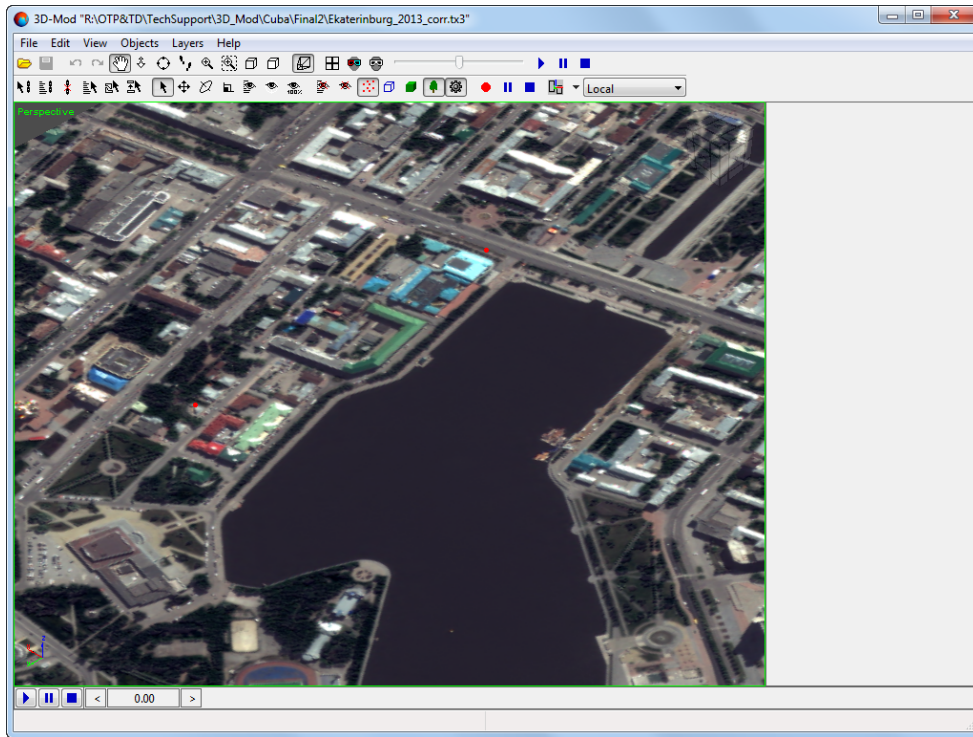 3D-Mod "R:\OTP&TD\TechSupport\3D_Mod\Cuba\Final2\Ekaterinburg_2013_corr.tx3"
File Edit View Objects Layers Help
100%
Local
Perspective
< 0.00 >